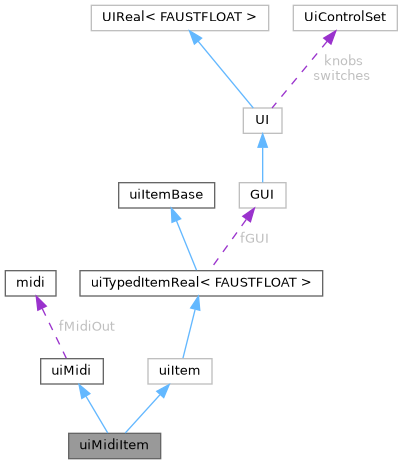 UIReal< FAUSTFLOAT >
UiControlSet
knobs
switches
UI
uiItemBase
GUI
fGUI
midi
uiTypedItemReal< FAUSTFLOAT >
fMidiOut
uiMidi
uiItem
uiMidiItem